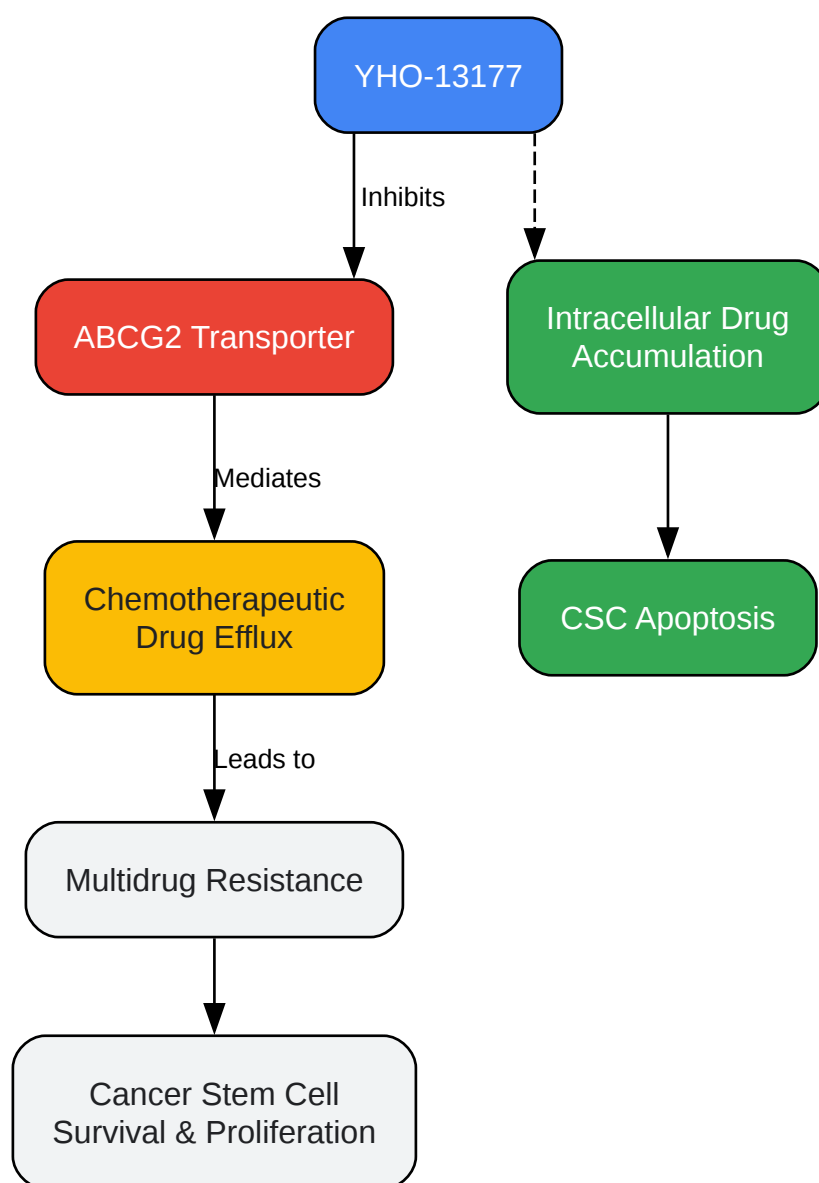 YHO-13177
Inhibits
ABCG2 Transporter
Intracellular Drug
Accumulation
Mediates
Chemotherapeutic
Drug Efflux
CSC Apoptosis
Leads to
Multidrug Resistance
Cancer Stem Cell
Survival & Proliferation